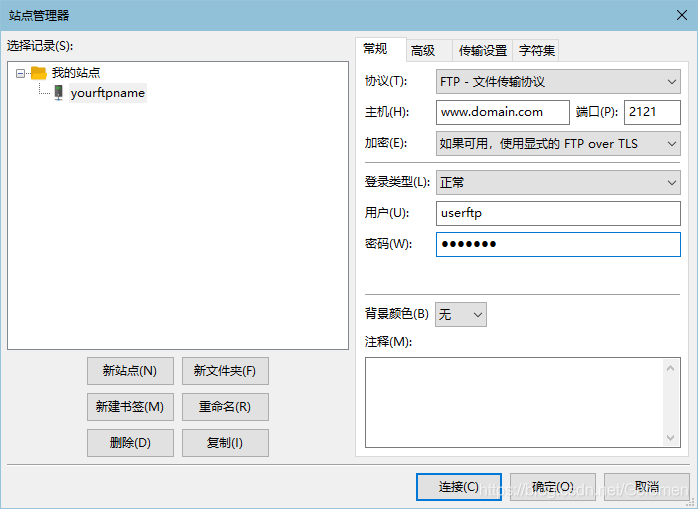 站点管理器
选择记录(S):
我的站点
yourftpname
新站点(N) 新文件夹(F)
新建书签(M) 重命名(R)
删除(D) 复制(I)
常规 高级 传输设置 字符集
协议(T): FTP - 文件传输协议
主机(H): www.domain.com 端口(P): 2121
加密(E): 如果可用，使用显式的 FTP over TLS
登录类型(L): 正常
用户(U): userftp
密码(W): ●●●●●●●
背景颜色(B) 无
注释(M):
连接(C) 确定(O) 取消